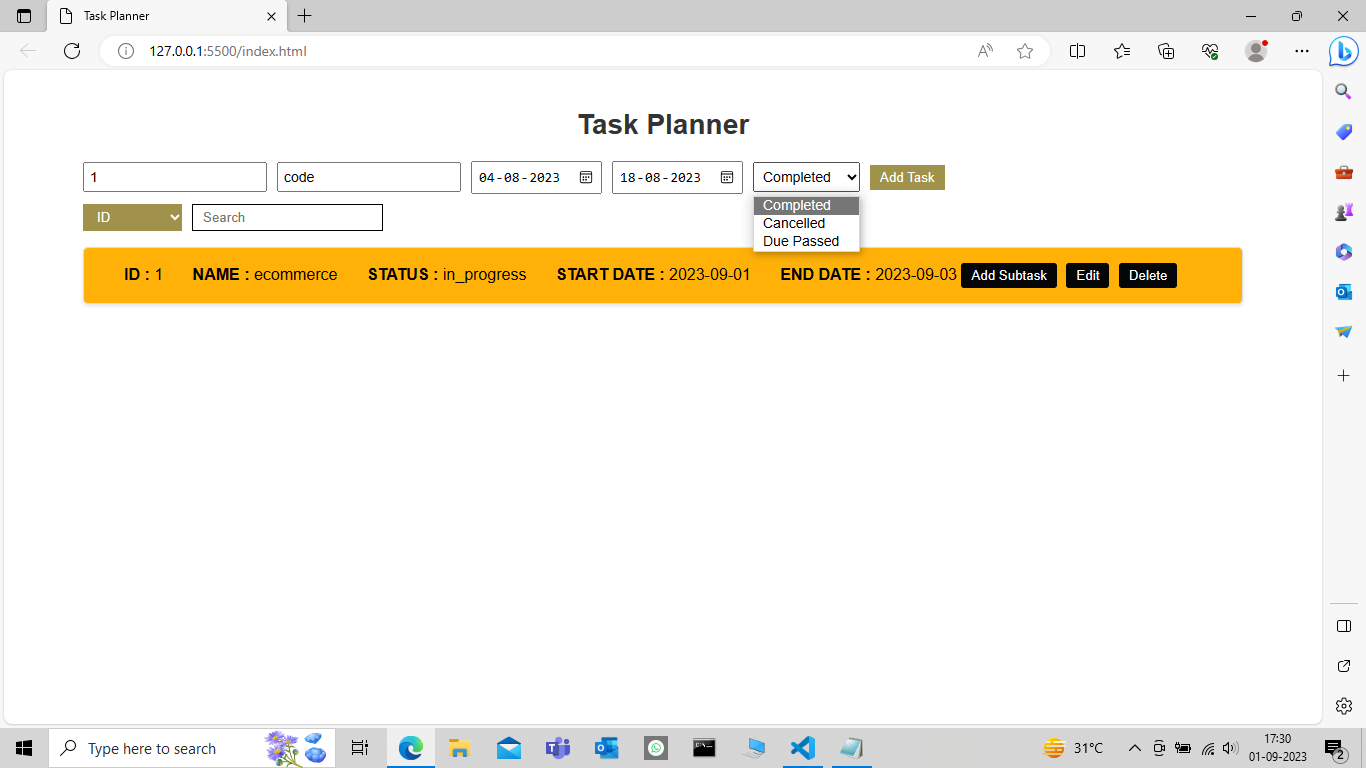 Task Planner
127.0.0.1:5500/index.html
Task Planner
1 code 04-08-2023 18-08-2023 Completed Add Task
Completed
ID Search
Cancelled
Due Passed
ID : 1 NAME : ecommerce STATUS : in_progress START DATE : 2023-09-01 END DATE : 2023-09-03 Add Subtask Edit Delete
Type here to search
31°C
17:30
01-09-2023
2